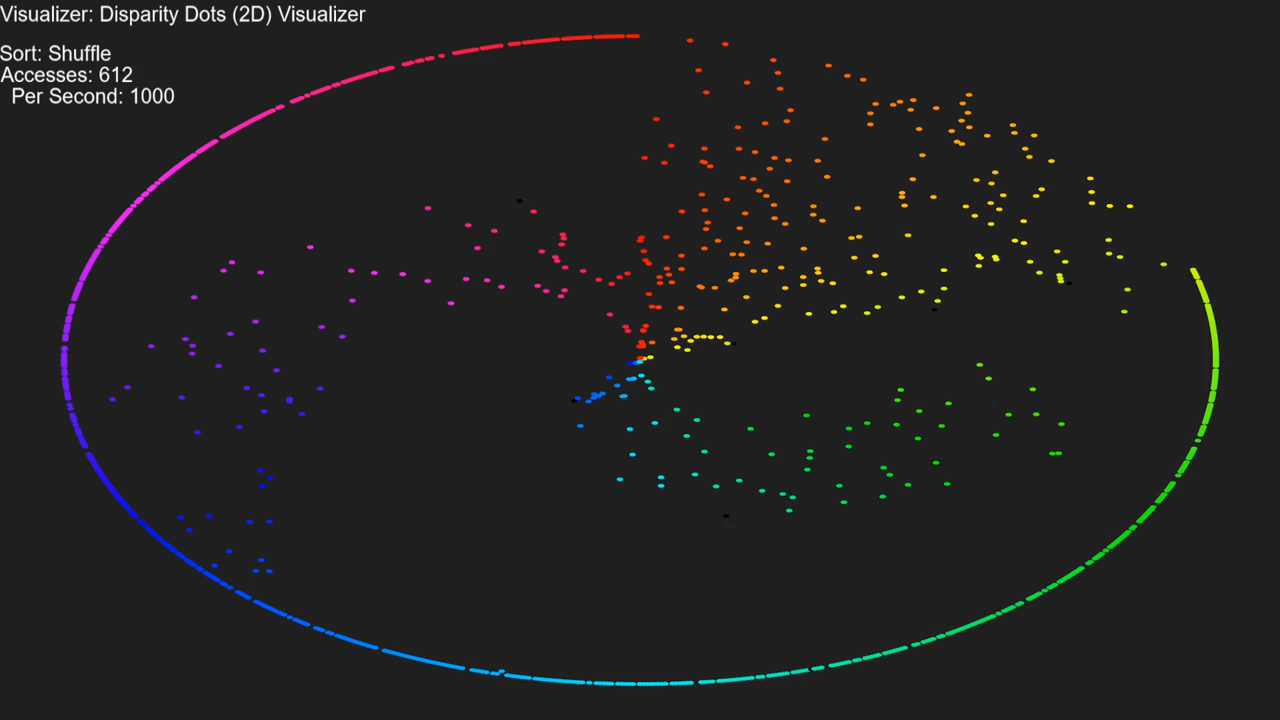 Visualizer: Disparity Dots (2D) Visualizer
Sort: Shuffle
Accesses: 612
Per Second: 1000